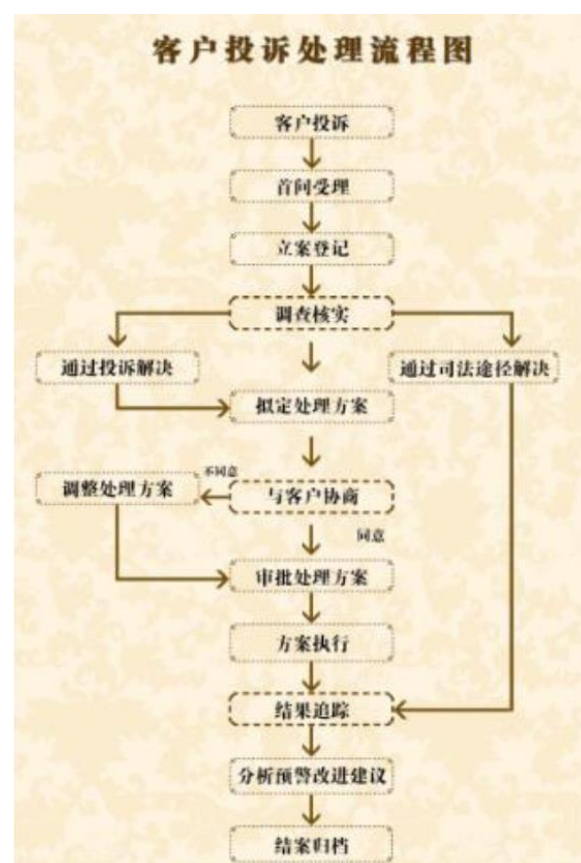 客户投诉处理流程图
客户投诉
首问受理
立案登记
调查核实
通过投诉解决
通过司法途径解决
拟定处理方案
不同意
调整处理方案
与客户协商
同意
审批处理方案
方案执行
结果追踪
分析预警改进建议
结案归档